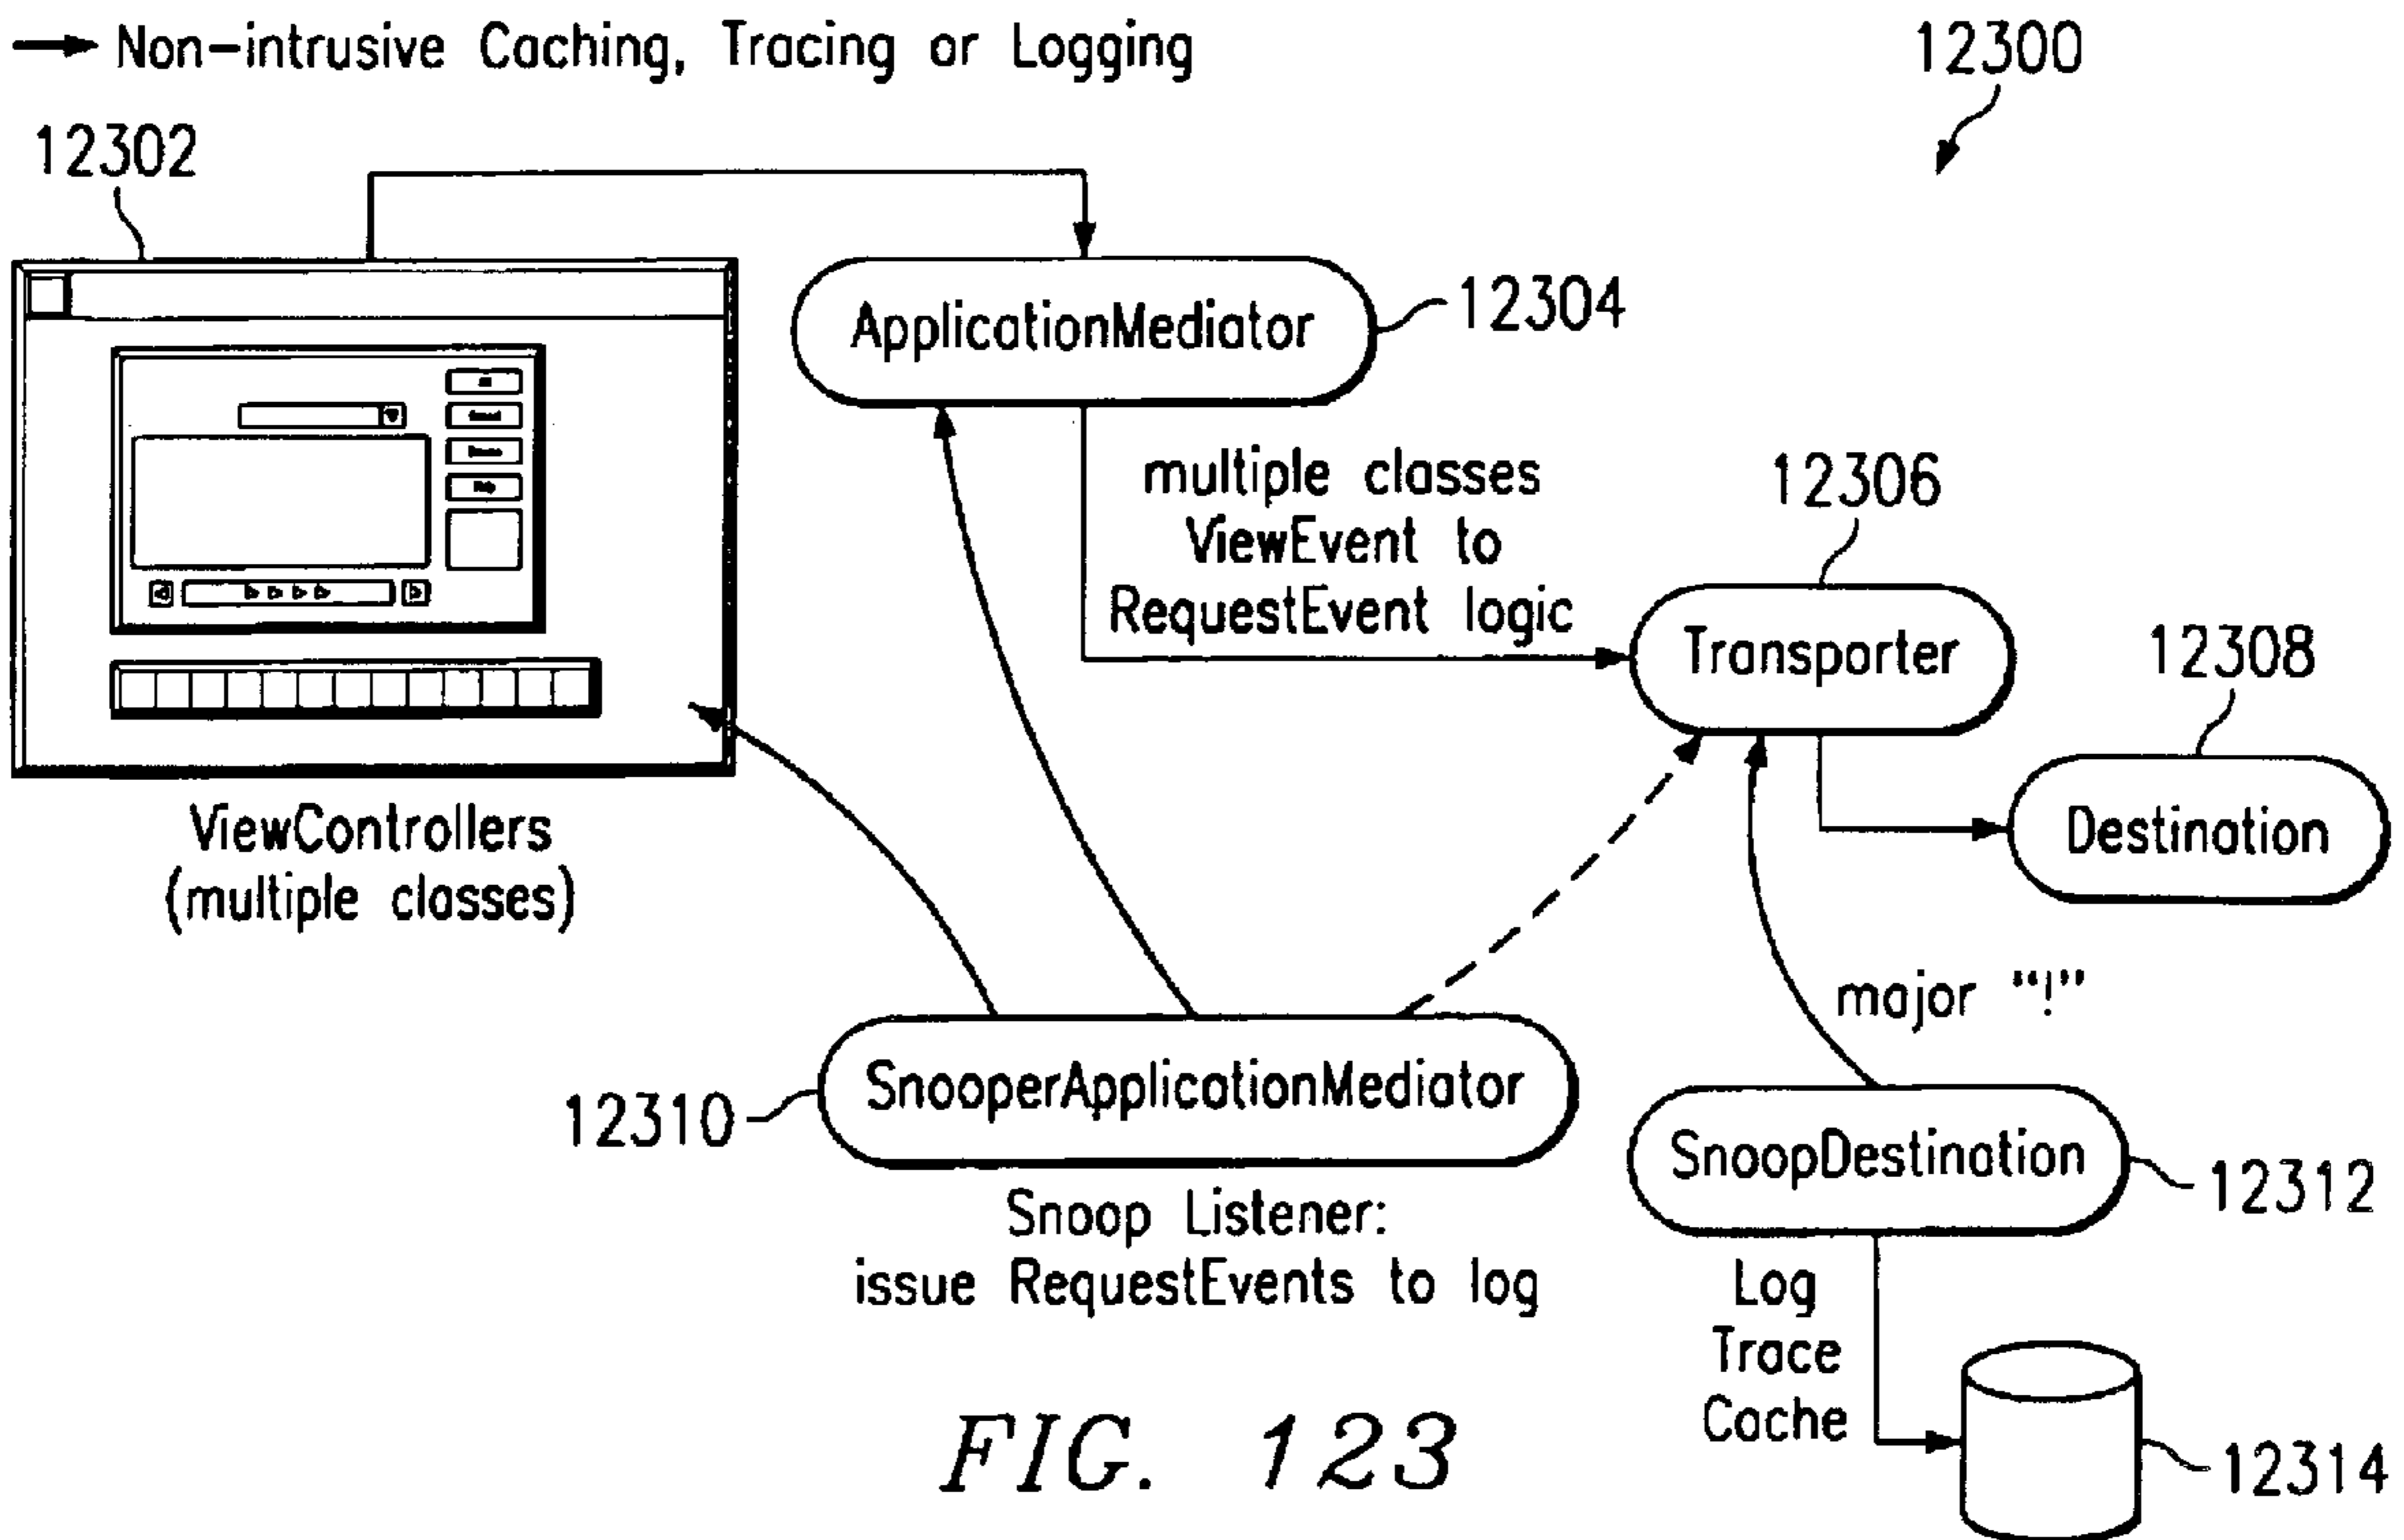 Non-intrusive Caching, Tracing or Logging
12300
12302
ApplicationMediator
12304
multiple classes
ViewEvent to
RequestEvent logic
12306
Transporter
12308
Destination
ViewControllers
(multiple classes)
major "!"
SnooperApplicationMediator
12310
Snoop Listener:
issue RequestEvents to log
SnoopDestination
12312
Log
Trace
Cache
12314
FIG. 123